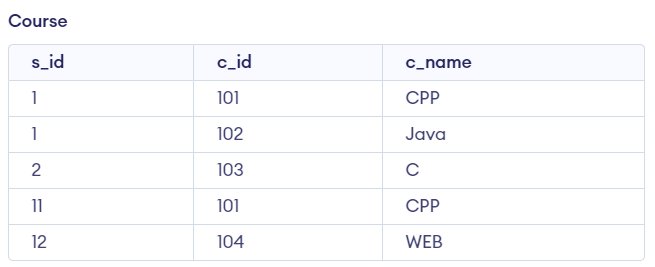 Course
s_id c_id c_name
1 101 CPP
1 102 Java
2 103 C
11 101 CPP
12 104 WEB